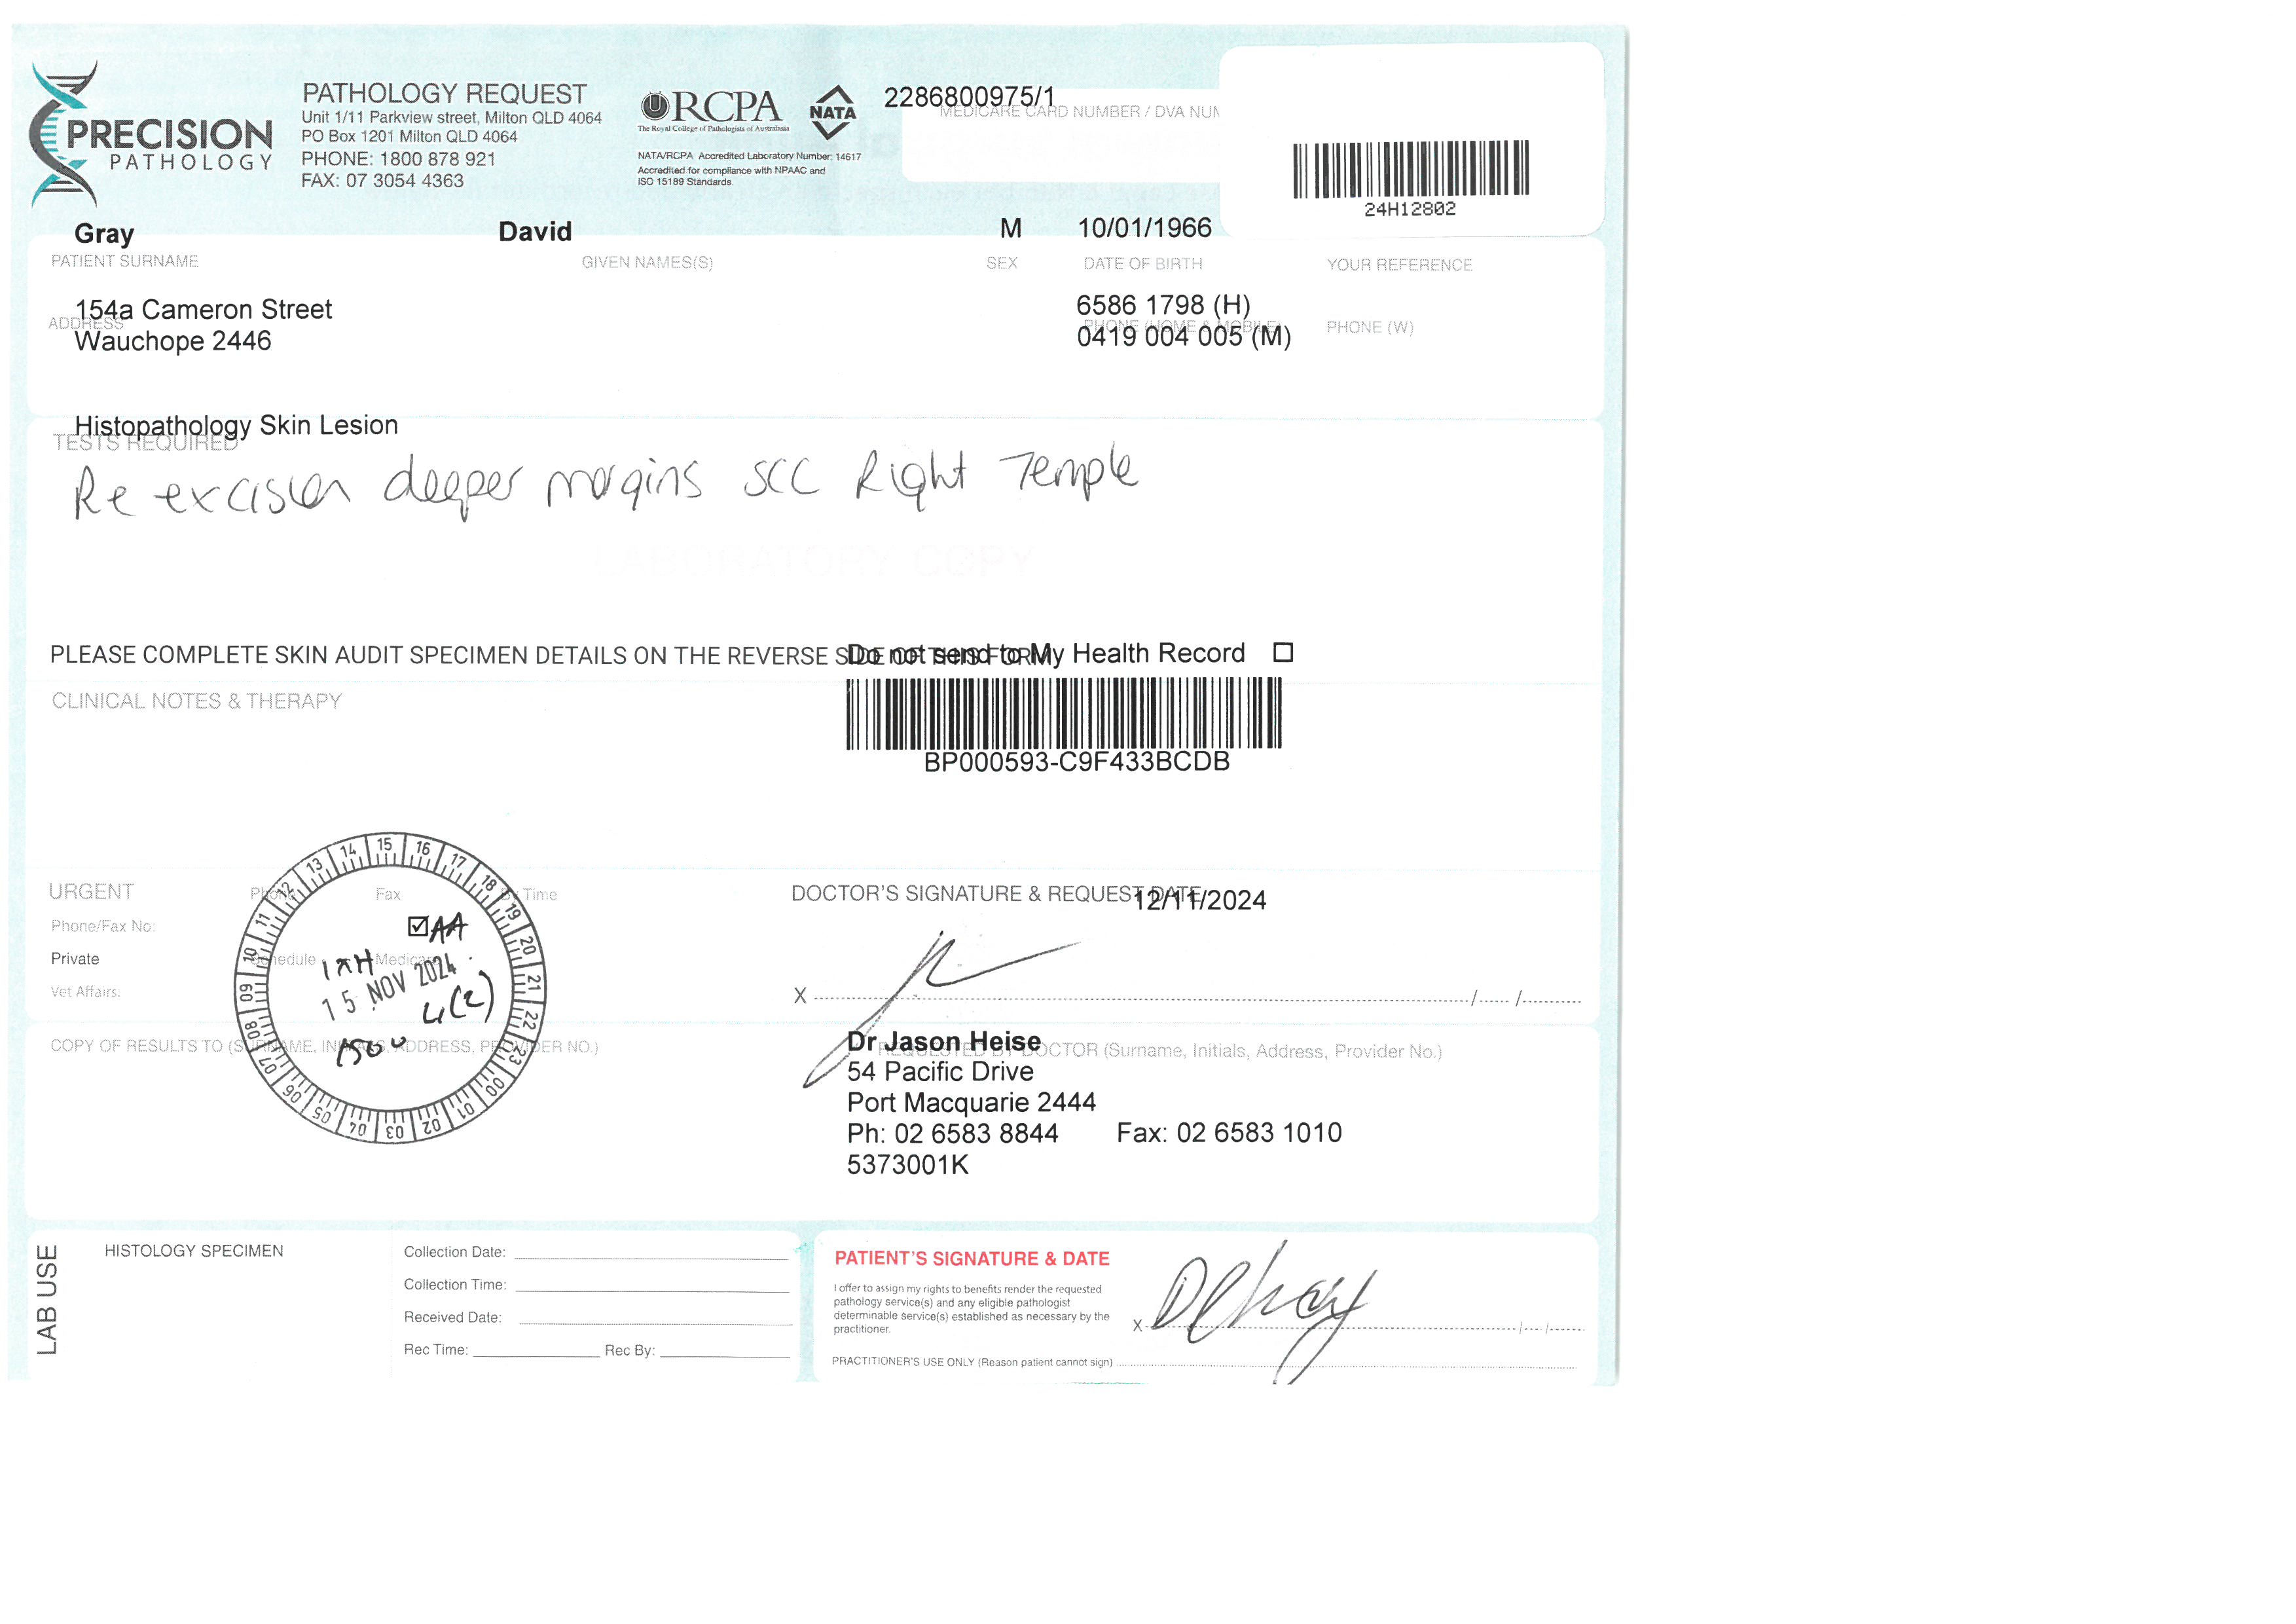 PRECISION
PATHOLOGY
PATHOLOGY REQUEST
Unit 1/11 Parkview street, Milton QLD 4064
PO Box 1201 Milton QLD 4064
PHONE: 1800 878 921
FAX: 07 3054 4363
RCPA
The Royal College of Pathologists of Australasia
NATA
NATA/RCPA Accredited Laboratory Number: 14617
Accredited for compliance with NPAAC and
ISO 15189 Standards.
2286800975/1
MEDICARE CARD NUMBER / DVA NUM
24H12802
Gray David M 10/01/1966
PATIENT SURNAME GIVEN NAMES(S) SEX DATE OF BIRTH YOUR REFERENCE
154a Cameron Street 6586 1798 (H)
ADDRESS PHONE (HOME & MOBILE) PHONE (W)
Wauchope 2446 0419 004 005 (M)
Histopathology Skin Lesion
TESTS REQUIRED
Re excision deeper margins SCC Right Temple
LABORATORY COPY
PLEASE COMPLETE SKIN AUDIT SPECIMEN DETAILS ON THE REVERSE SIDE OF THIS FORM
Do not send to My Health Record
CLINICAL NOTES & THERAPY
BP000593-C9F433BCDB
URGENT Phone Fax By Time
Phone/Fax No:
Private Schedule Medicare
Vet Affairs:
DOCTOR'S SIGNATURE & REQUEST DATE
12/11/2024
X / /
00 01 02 03 04 05 06 07 08 09 10 11 12 13 14 15 16 17 18 19 20 21 22 23
AA
15 NOV 2024
4(2)
COPY OF RESULTS TO (SURNAME, INITIALS, ADDRESS, PROVIDER NO.)
Dr Jason Heise
REQUESTED BY DOCTOR (Surname, Initials, Address, Provider No.)
54 Pacific Drive
Port Macquarie 2444
Ph: 02 6583 8844 Fax: 02 6583 1010
5373001K
LAB USE
HISTOLOGY SPECIMEN
Collection Date:
Collection Time:
Received Date:
Rec Time: Rec By:
PATIENT'S SIGNATURE & DATE
I offer to assign my rights to benefits render the requested
pathology service(s) and any eligible pathologist
determinable service(s) established as necessary by the
practitioner.
X / /
PRACTITIONER'S USE ONLY (Reason patient cannot sign)